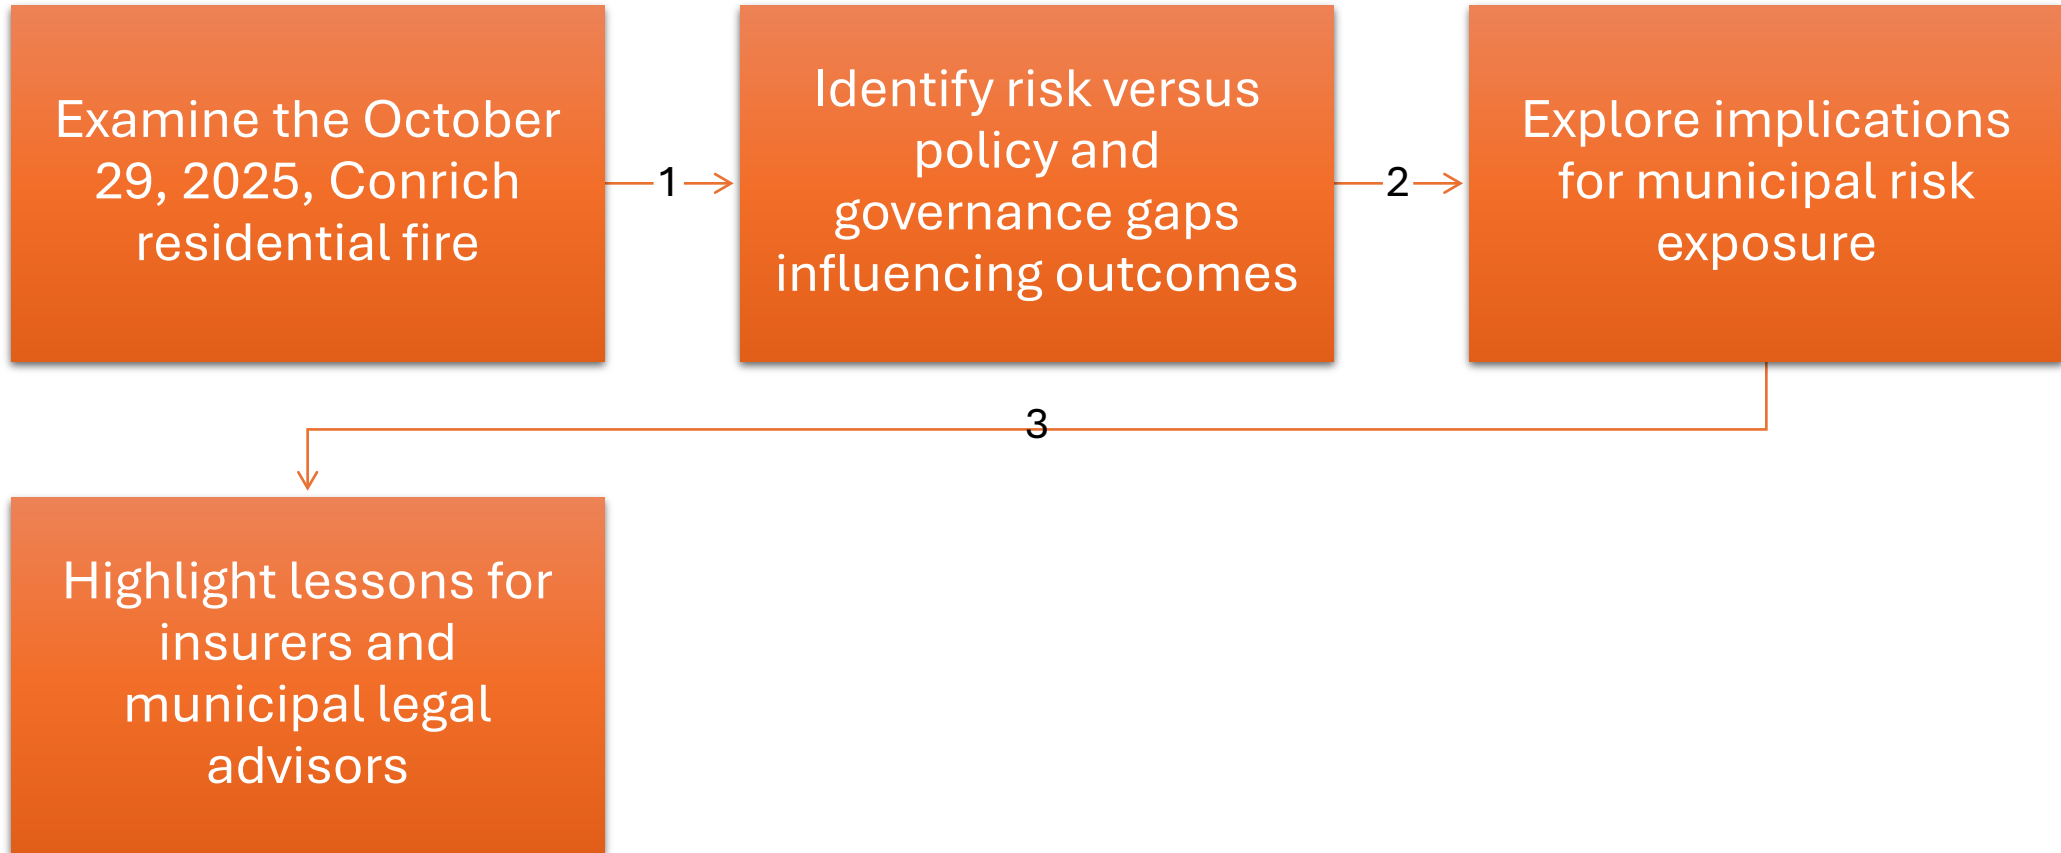 Examine the October
29, 2025, Conrich
residential fire
1
Identify risk versus
policy and
governance gaps
influencing outcomes
2
Explore implications
for municipal risk
exposure
3
Highlight lessons for
insurers and
municipal legal
advisors